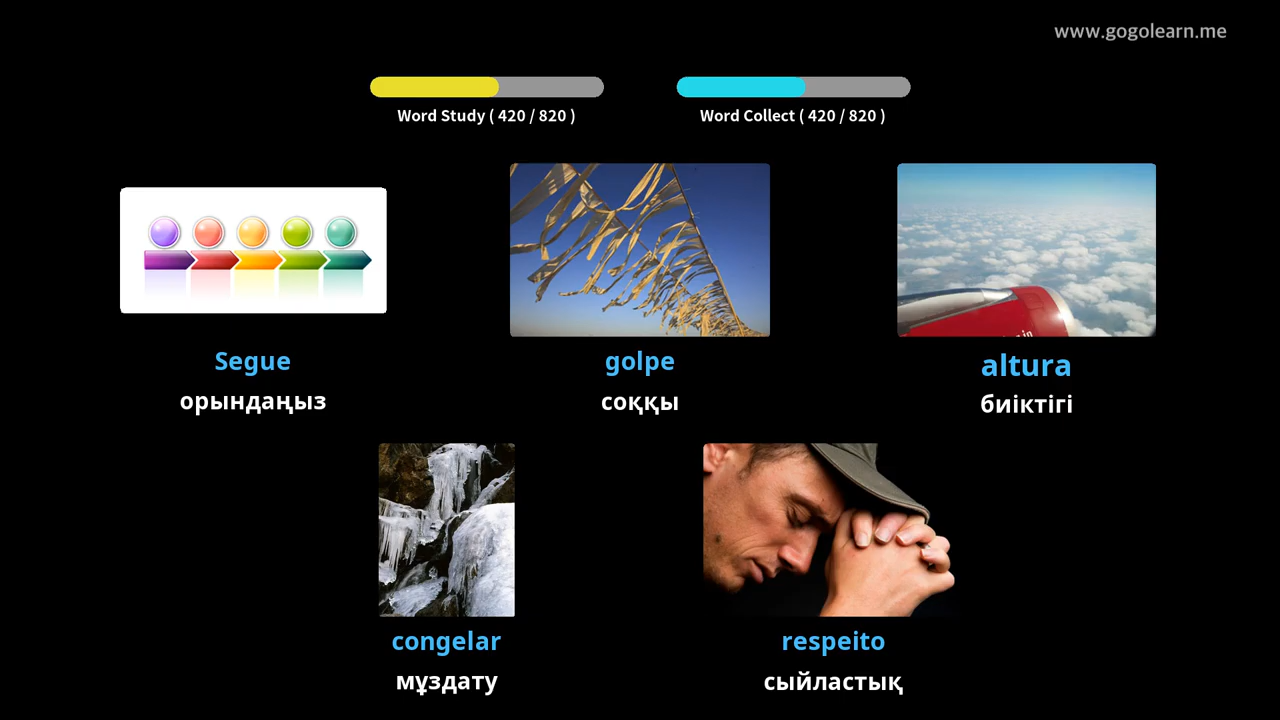 www.gogolearn.me
Word Study ( 420 / 820 )
Word Collect ( 420 / 820 )
Segue
орындаңыз
golpe
соққы
altura
биіктігі
congelar
мұздату
respeito
сыйластық